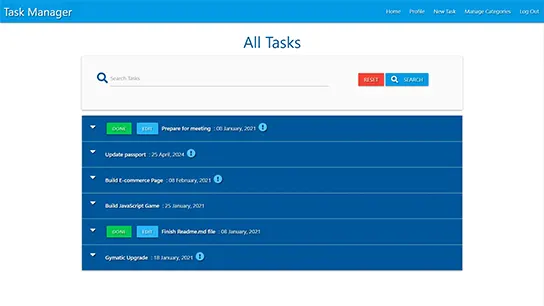 Task Manager
Home Profile New Task Manage Categories Log Out
All Tasks
Search Tasks RESET SEARCH
DONE EDIT Prepare for meeting : 08 January, 2021
Update passport : 25 April, 2024
Build E-commerce Page : 08 February, 2021
Build JavaScript Game : 25 January, 2021
DONE EDIT Finish Readme.md file : 08 January, 2021
Gymatic Upgrade : 18 January, 2021